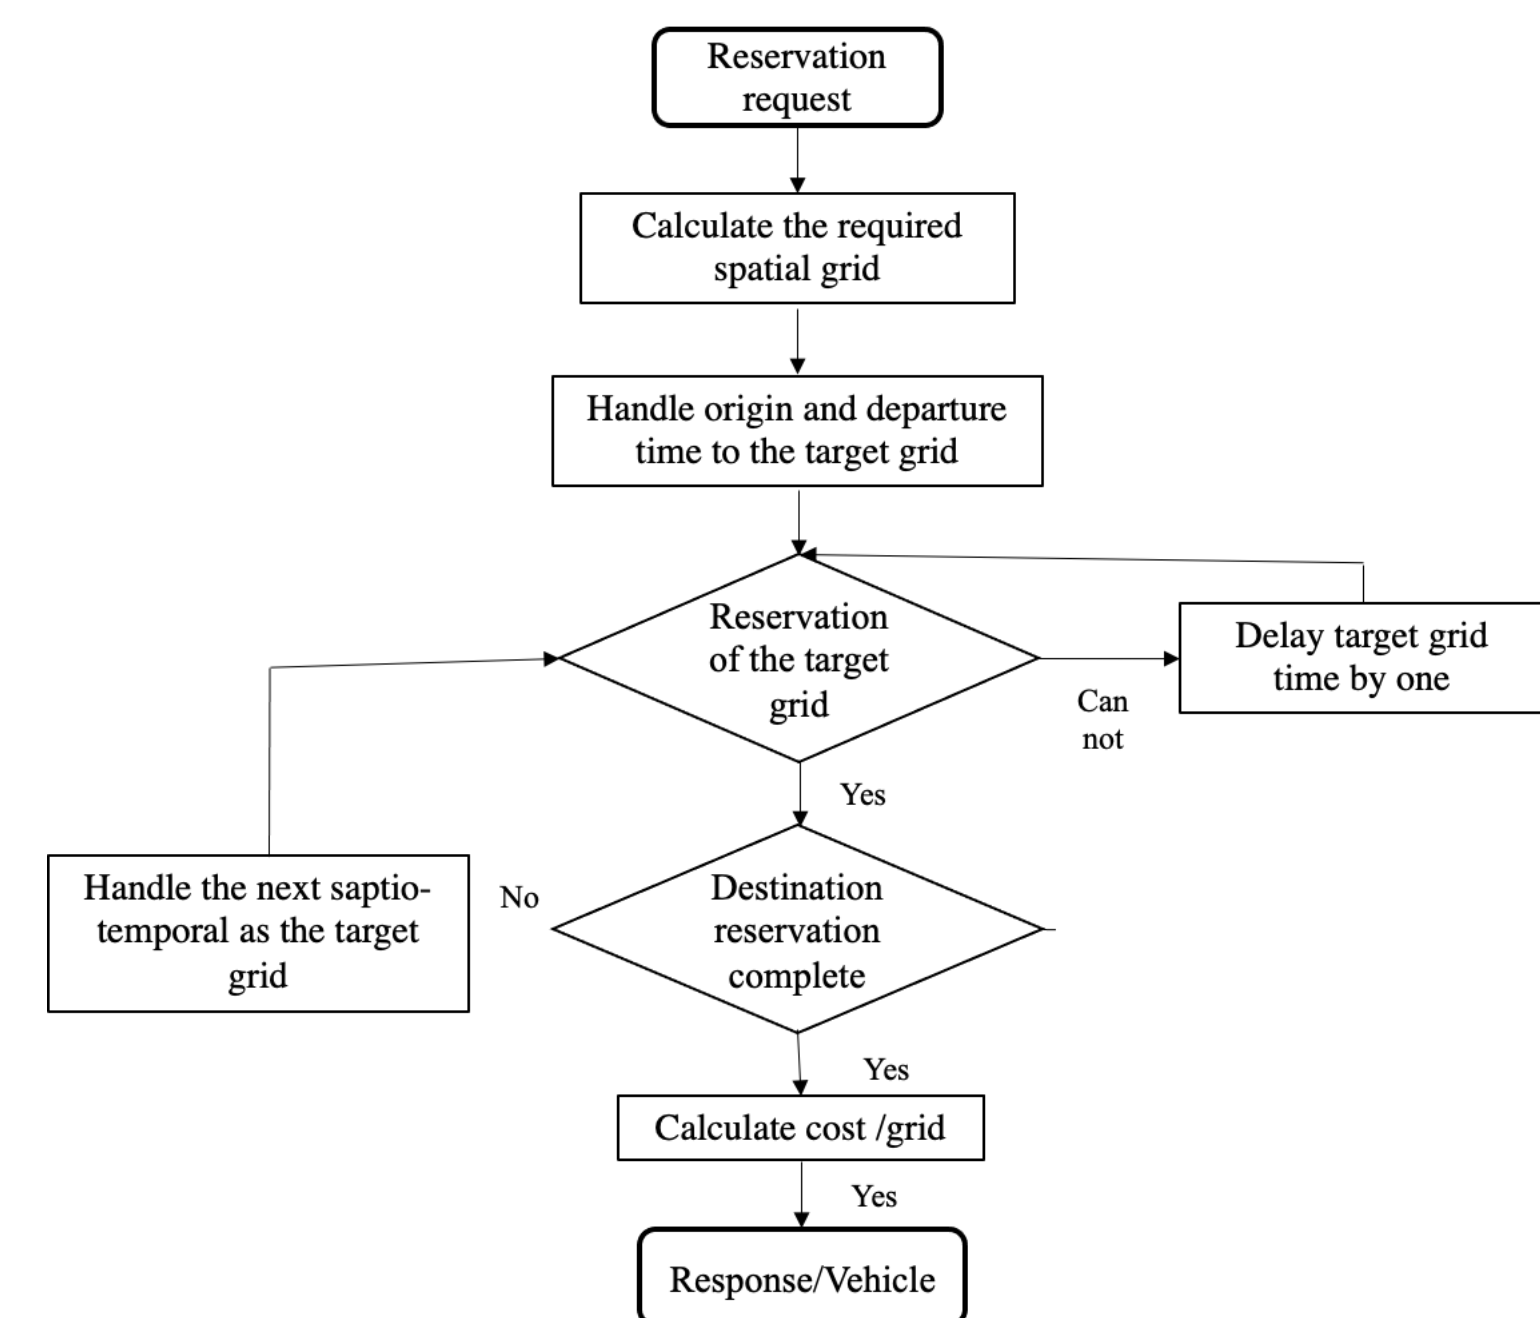 Reservation
request
Calculate the required
spatial grid
Handle origin and departure
time to the target grid
Reservation
of the target
grid
Can
not
Delay target grid
time by one
Yes
Handle the next saptio-
temporal as the target
grid
No
Destination
reservation
complete
Yes
Calculate cost /grid
Yes
Response/Vehicle